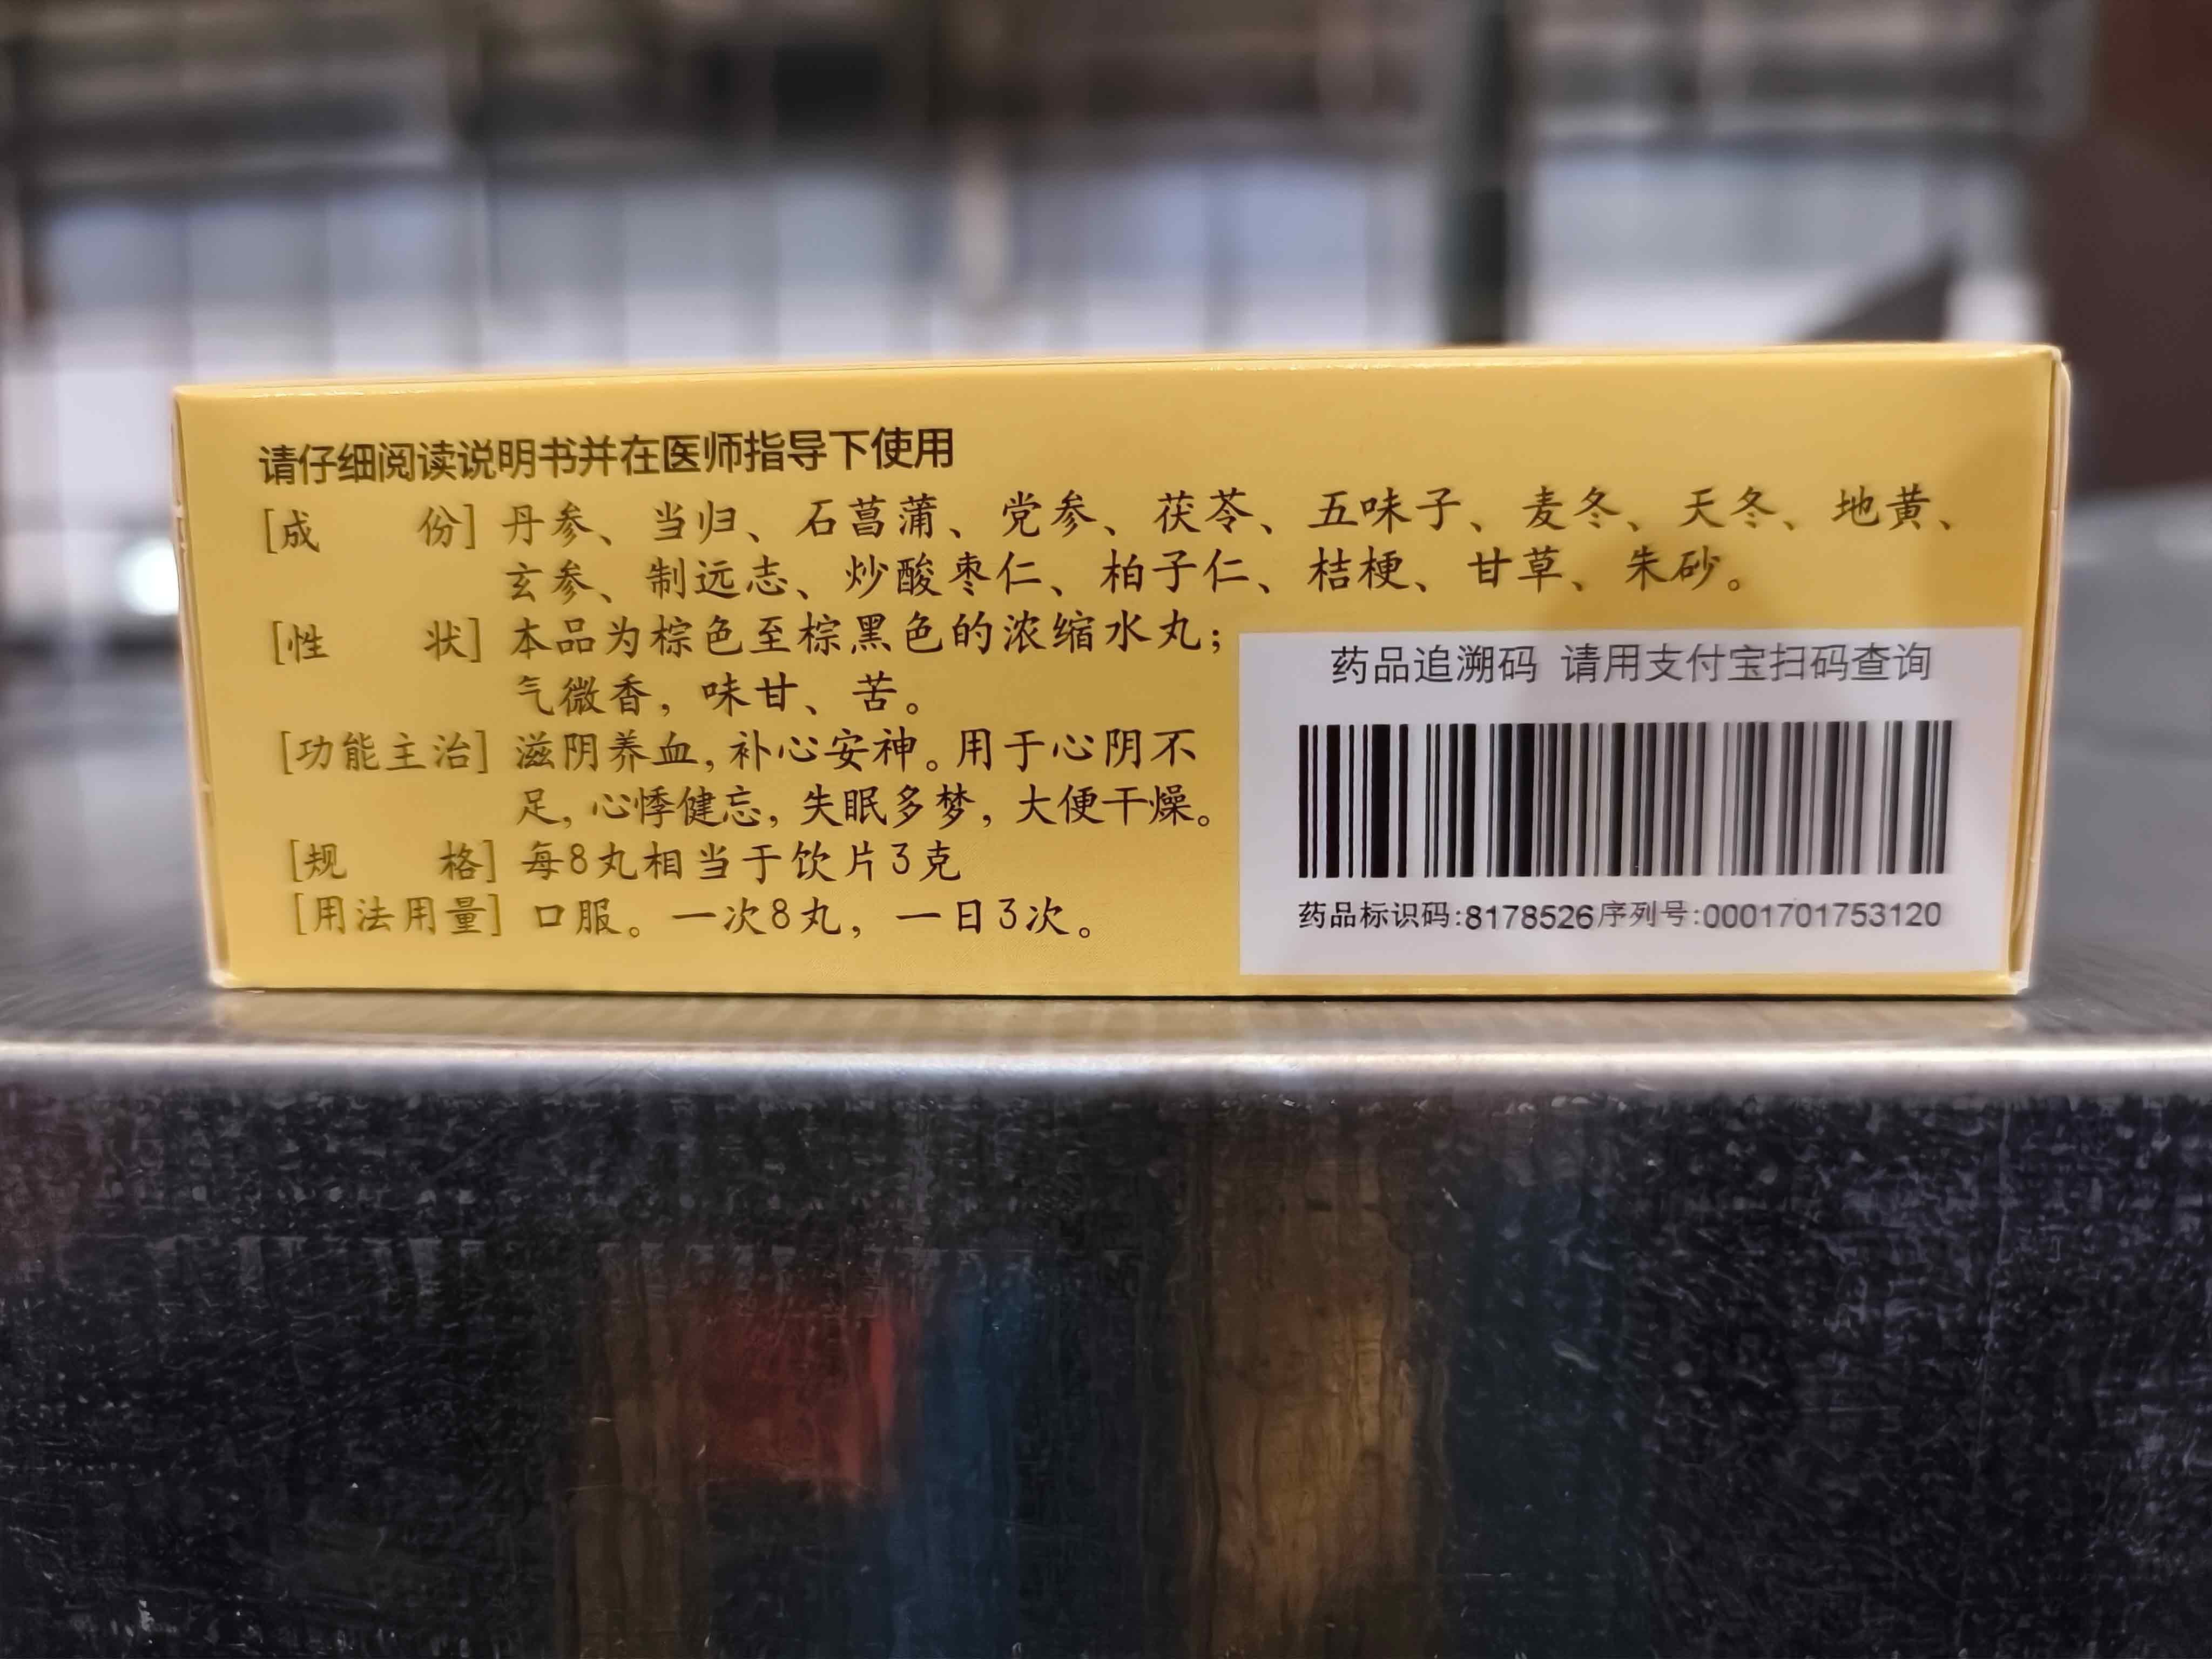 请仔细阅读说明书并在医师指导下使用
[成 份] 丹参、当归、石菖蒲、党参、茯苓、五味子、麦冬、天冬、地黄、
玄参、制远志、炒酸枣仁、柏子仁、桔梗、甘草、朱砂。
[性 状] 本品为棕色至棕黑色的浓缩水丸；
气微香，味甘、苦。
[功能主治] 滋阴养血，补心安神。用于心阴不
足，心悸健忘，失眠多梦，大便干燥。
[规 格] 每8丸相当于饮片3克
[用法用量] 口服。一次8丸，一日3次。
药品追溯码 请用支付宝扫码查询
药品标识码:8178526序列号:0001701753120